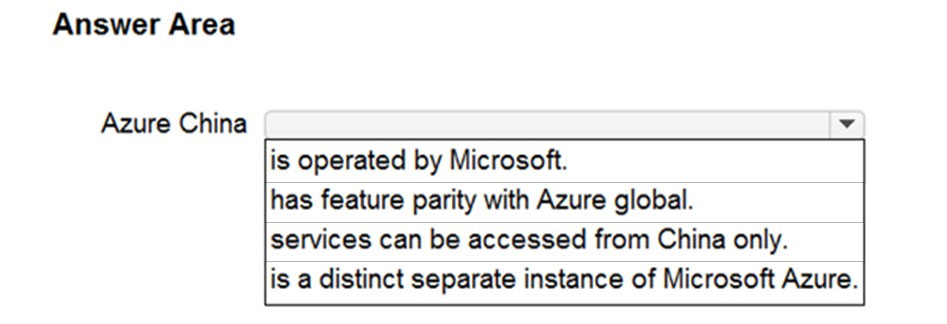 Answer Area
Azure China
is operated by Microsoft.
has feature parity with Azure global.
services can be accessed from China only.
is a distinct separate instance of Microsoft Azure.